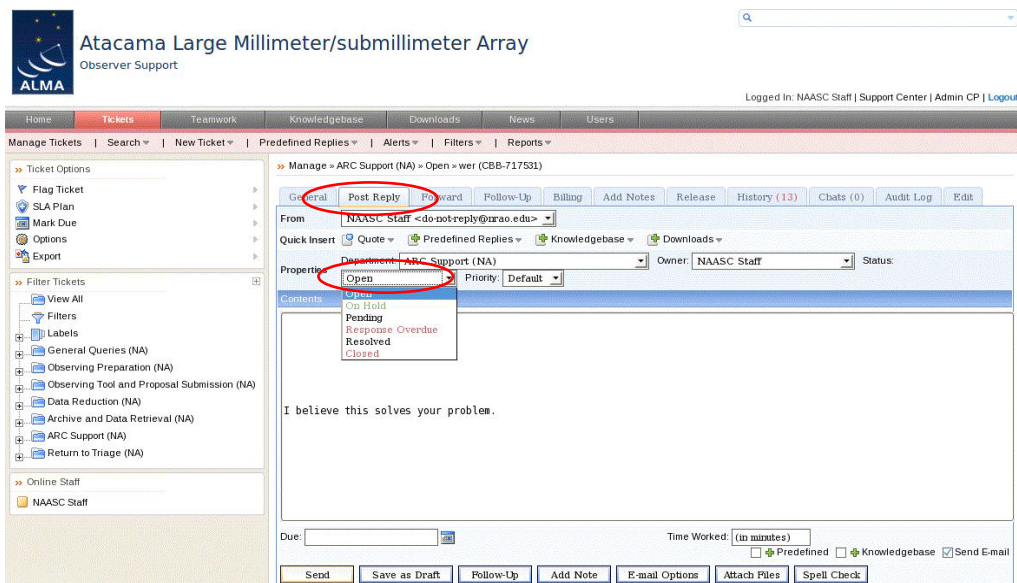 ALMA
Atacama Large Millimeter/submillimeter Array
Observer Support
Logged In: NAASC Staff | Support Center | Admin CP | Logout
Home Tickets Teamwork Knowledgebase Downloads News Users
Manage Tickets | Search | New Ticket | Predefined Replies | Alerts | Filters | Reports
» Ticket Options
Flag Ticket
SLA Plan
Mark Due
Options
Export
» Filter Tickets
View All
Filters
Labels
General Queries (NA)
Observing Preparation (NA)
Observing Tool and Proposal Submission (NA)
Data Reduction (NA)
Archive and Data Retrieval (NA)
ARC Support (NA)
Return to Triage (NA)
» Online Staff
NAASC Staff
» Manage » ARC Support (NA) » Open » wer (CBB-717531)
General Post Reply Forward Follow-Up Billing Add Notes Release History (13) Chats (0) Audit Log Edit
From NAASC Staff <do-not-reply@nrao.edu>
Quick Insert Quote Predefined Replies Knowledgebase Downloads
Properties Department: ARC Support (NA) Owner: NAASC Staff Status:
Open Priority: Default
Contents
Open
On Hold
Pending
Response Overdue
Resolved
Closed
I believe this solves your problem.
Due: Time Worked: (in minutes)
Predefined Knowledgebase Send E-mail
Send Save as Draft Follow-Up Add Note E-mail Options Attach Files Spell Check